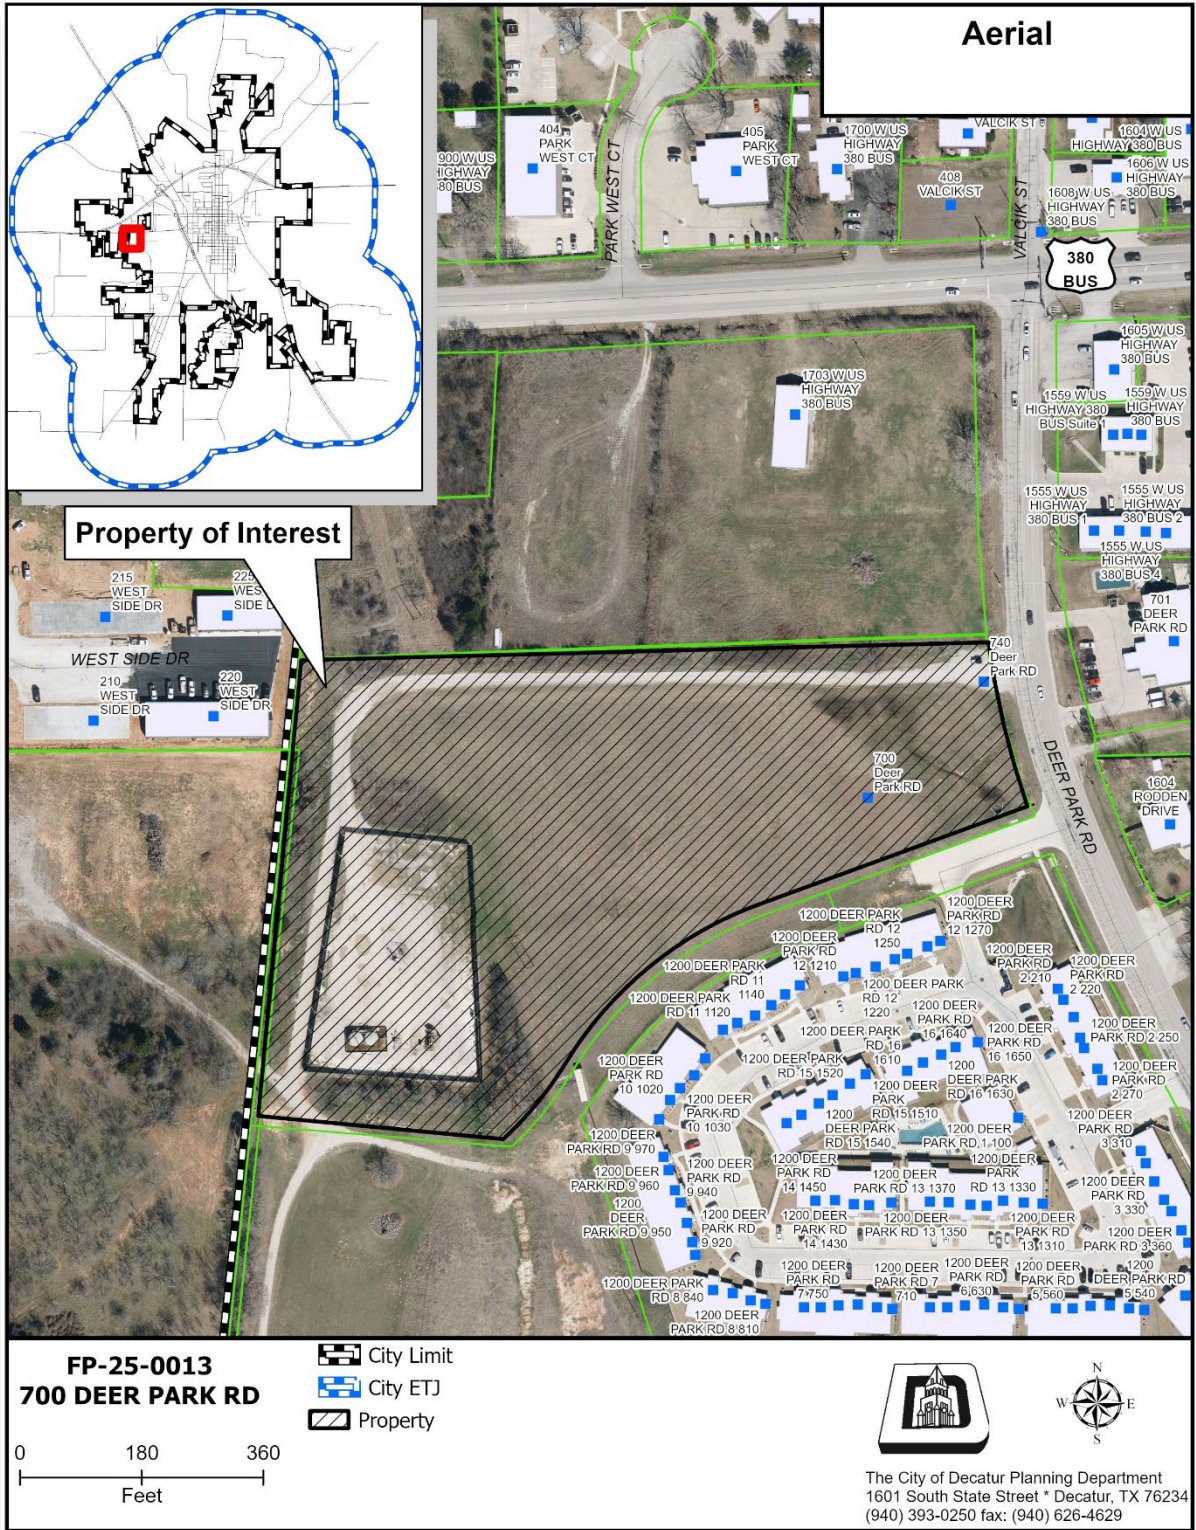 Aerial
404
PARK
WEST CT
405
PARK
WEST CT
1700 W US
HIGHWAY
380 BUS
VALCIK ST
1604 W US
HIGHWAY 380 BUS
1606 W US
HIGHWAY
380 BUS
900 W US
HIGHWAY
80 BUS
408
VALCIK ST
1608 W US
HIGHWAY
380 BUS
PARK WEST CT
VALCIK ST
380
BUS
1703 W US
HIGHWAY
380 BUS
1605 W US
HIGHWAY
380 BUS
1559 W US
HIGHWAY 380
BUS Suite 1
1559 W US
HIGHWAY
380 BUS
1555 W US
HIGHWAY
380 BUS 1
1555 W US
HIGHWAY
380 BUS 2
1555 W US
HIGHWAY
380 BUS 4
701
DEER
PARK RD
Property of Interest
215
WEST
SIDE DR
225
WES
SIDE D
WEST SIDE DR
210
WEST
SIDE DR
220
WEST
SIDE DR
740
Deer
Park RD
700
Deer
Park RD
DEER PARK RD
1604
RODDEN
DRIVE
1200 DEER PARK
RD 12
1250
1200 DEER
PARK RD
12 1270
1200 DEER
PARK RD
12 1210
1200 DEER
PARK RD
2 210
1200 DEER
PARK RD
2 220
1200 DEER PARK
RD 11
1140
1200 DEER PARK
RD 12
1220
1200 DEER PARK
RD 11 1120
1200 DEER
PARK RD
16 1640
1200 DEER
PARK RD 2 250
1200 DEER PARK
RD 16
1610
1200 DEER
PARK RD
16 1650
1200 DEER PARK
RD 15 1520
1200 DEER
PARK RD
10 1020
1200
DEER PARK
RD 16 1630
1200 DEER
PARK RD
2 270
1200 DEER
PARK
RD 15 1510
1200 DEER
PARK RD
10 1030
1200
DEER PARK
RD 15 1540
1200 DEER
PARK RD 1 100
1200 DEER
PARK RD
3 310
1200 DEER
PARK RD 9 970
1200 DEER
PARK RD 9 960
1200 DEER
PARK RD
9 940
1200 DEER
PARK RD
14 1450
1200 DEER
PARK RD 13 1370
1200 DEER
PARK
RD 13 1330
1200 DEER
PARK RD
3 330
1200
DEER
PARK RD 9 950
1200 DEER
PARK RD
9 920
1200 DEER
PARK RD
14 1430
1200 DEER
PARK RD
13 1350
1200 DEER
PARK RD
13 1310
1200 DEER
PARK RD 3 360
1200 DEER PARK
RD 8 840
1200 DEER
PARK RD
7 750
1200 DEER
PARK RD 7
710
1200 DEER
PARK RD
6 630
1200 DEER
PARK RD
5 560
1200
DEER PARK RD
5 540
1200 DEER
PARK RD 8 810
FP-25-0013
700 DEER PARK RD
City Limit
City ETJ
Property
0 180 360
Feet
N
W E
S
The City of Decatur Planning Department
1601 South State Street * Decatur, TX 76234
(940) 393-0250 fax: (940) 626-4629